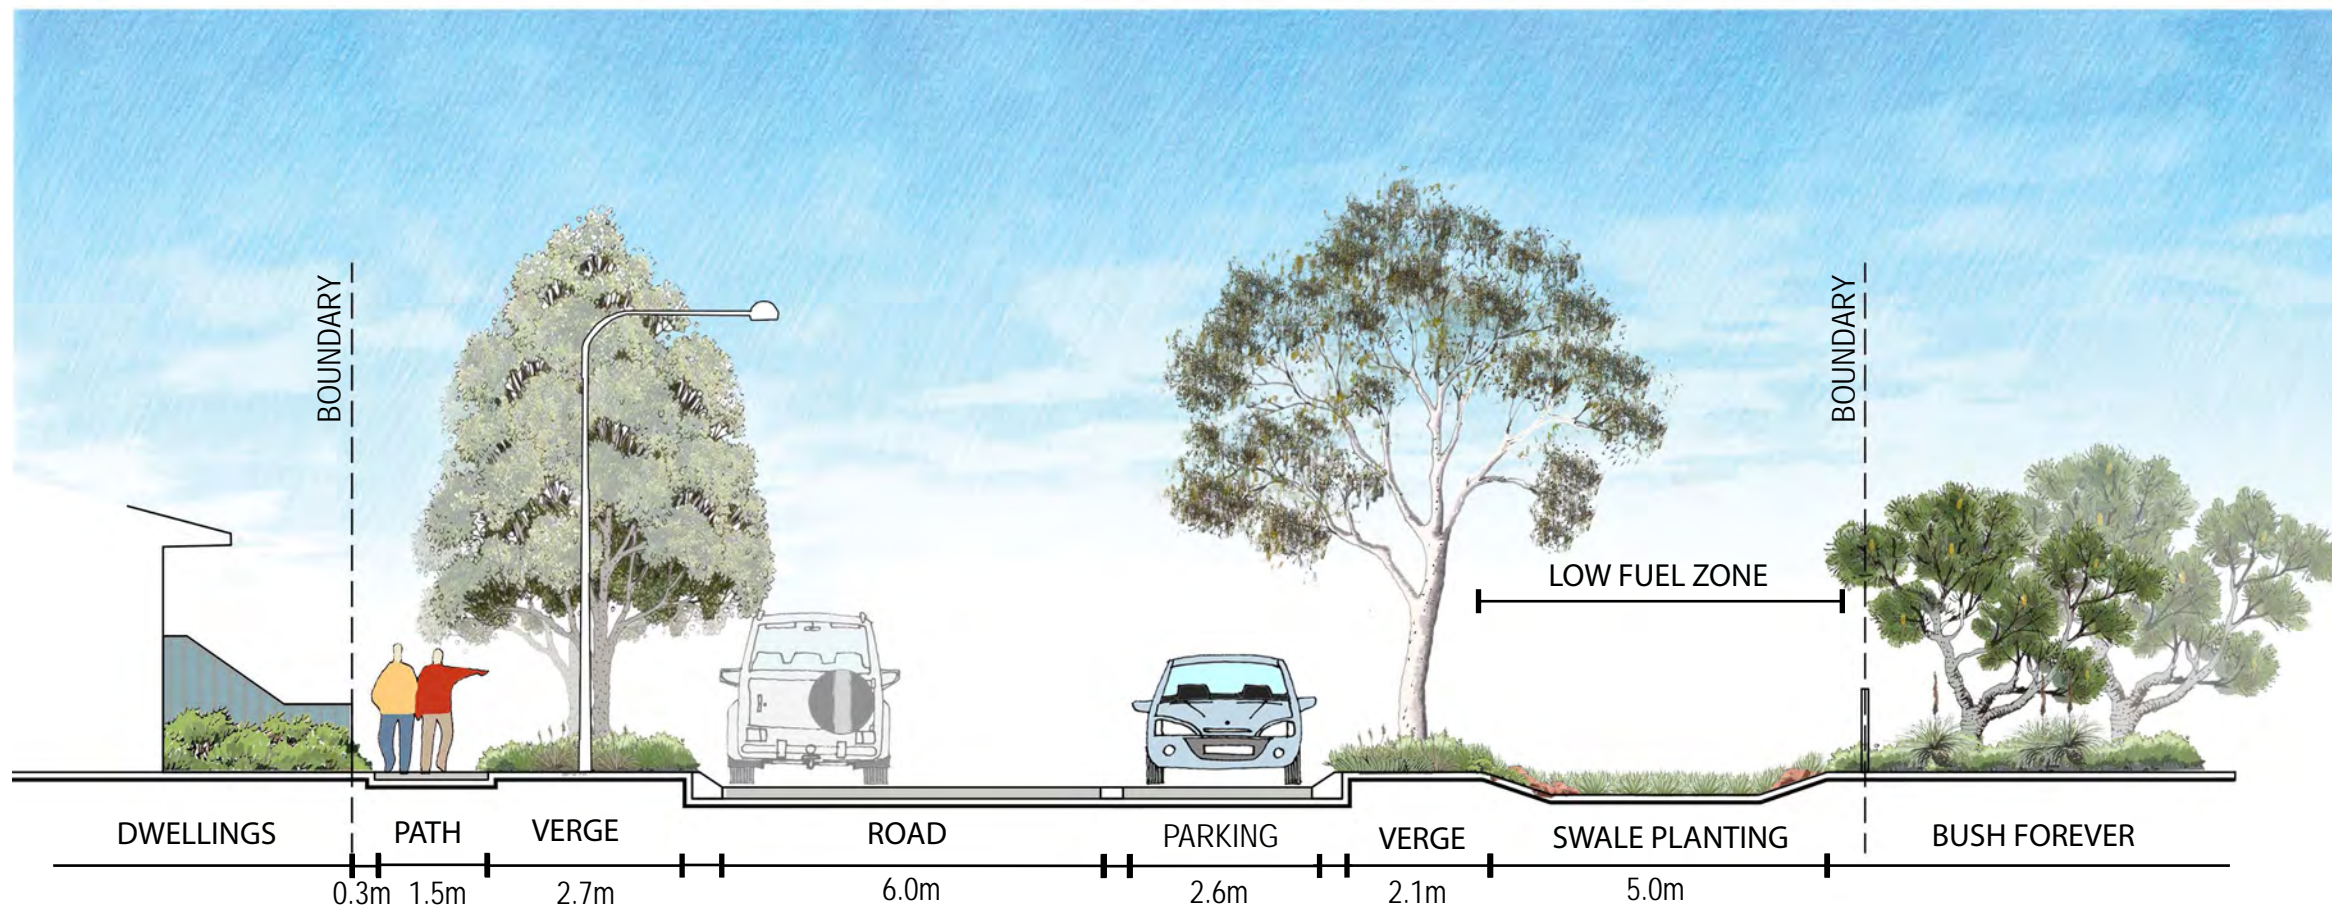 BOUNDARY
BOUNDARY
LOW FUEL ZONE
DWELLINGS
PATH
VERGE
ROAD
PARKING
VERGE
SWALE PLANTING
BUSH FOREVER
0.3m
1.5m
2.7m
6.0m
2.6m
2.1m
5.0m